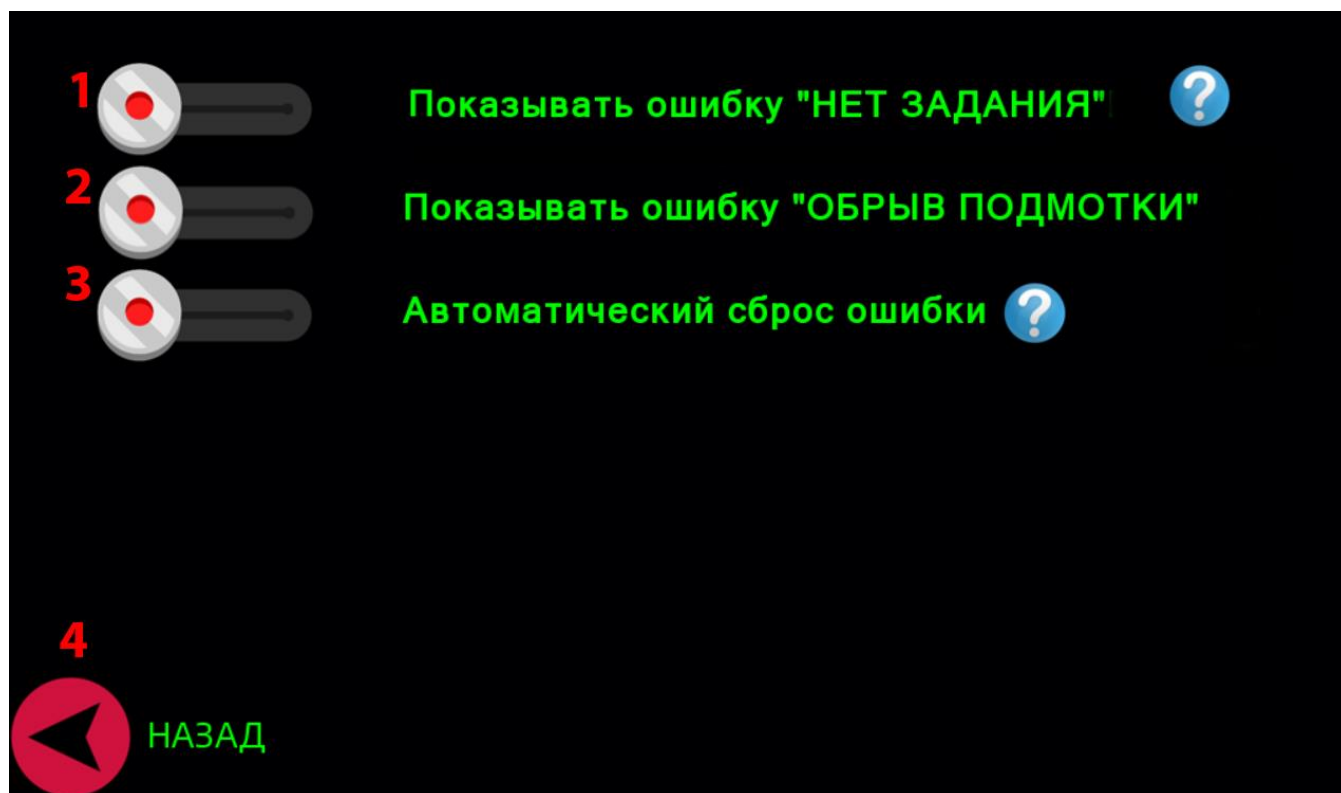 1 Показывать ошибку "НЕТ ЗАДАНИЯ" ?
2 Показывать ошибку "ОБРЫВ ПОДМОТКИ"
3 Автоматический сброс ошибки ?
4
НАЗАД